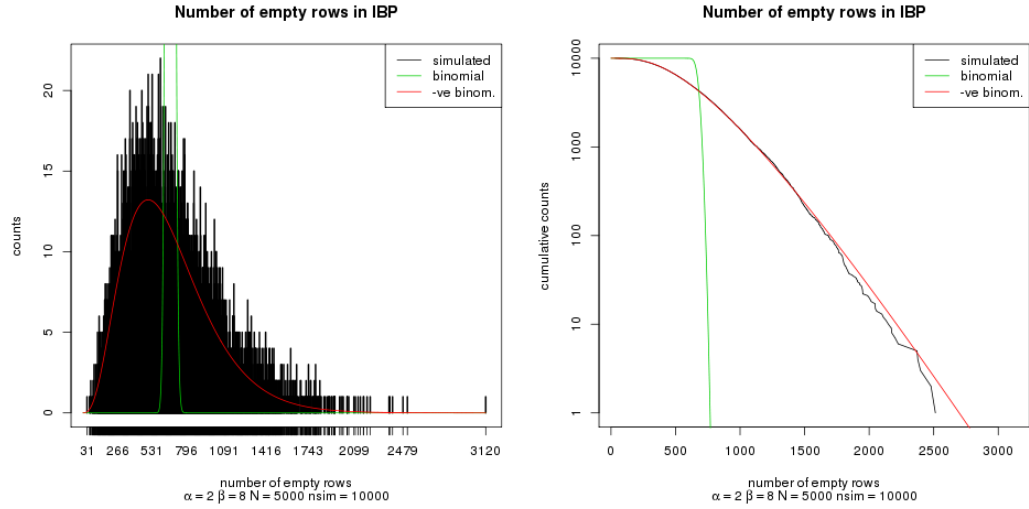 Number of empty rows in IBP
simulated
binomial
-ve binom.
counts
0
5
10
15
20
31 266 531 796 1091 1416 1743 2099 2479 3120
number of empty rows
α = 2 β = 8 N = 5000 nsim = 10000
Number of empty rows in IBP
simulated
binomial
-ve binom.
cumulative counts
1
10
100
1000
10000
0 500 1000 1500 2000 2500 3000
number of empty rows
α = 2 β = 8 N = 5000 nsim = 10000